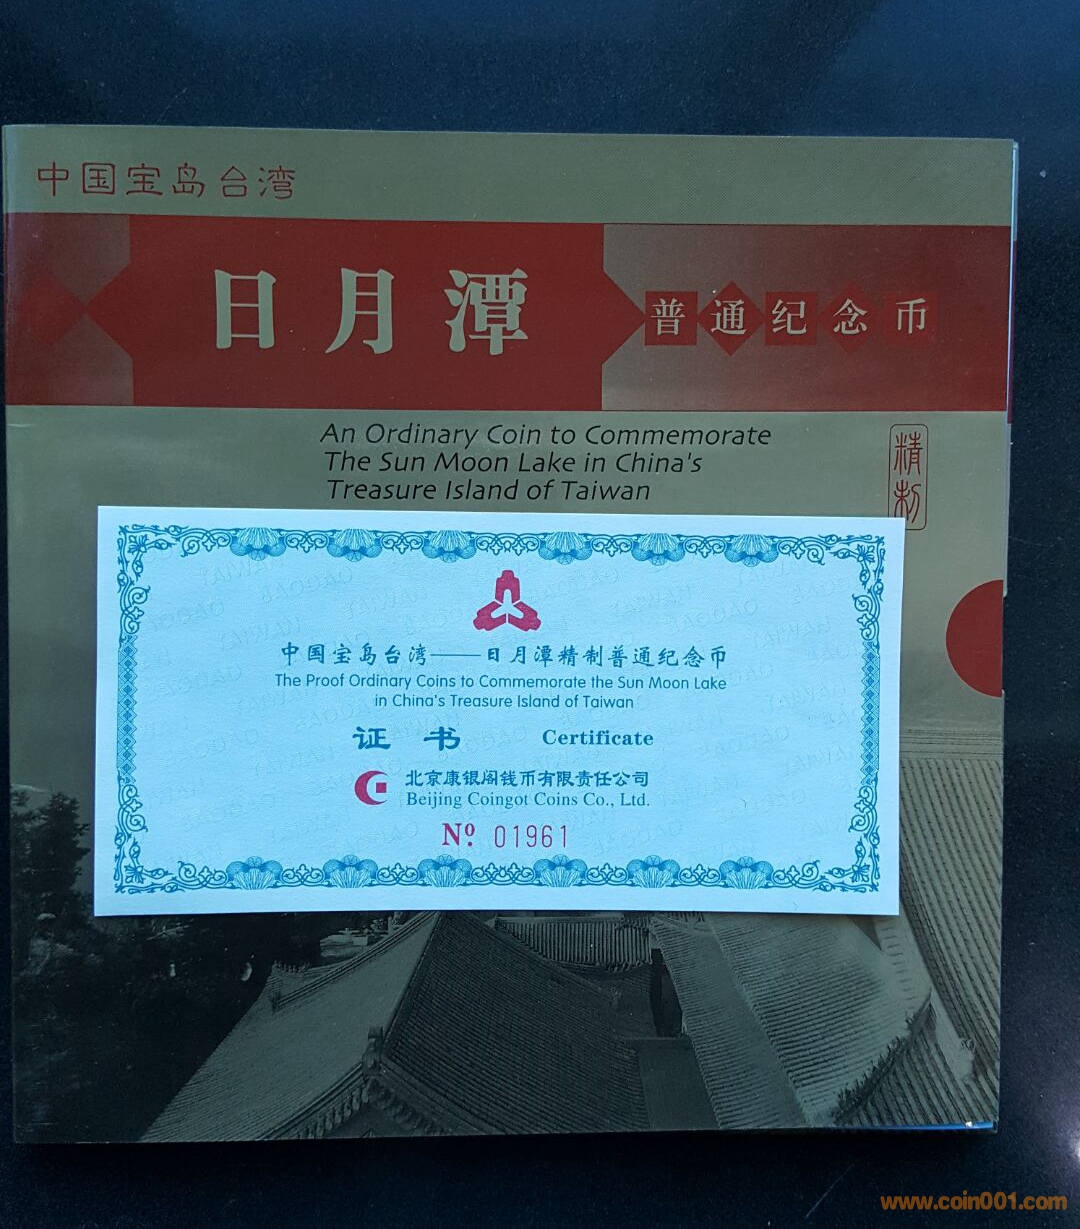 中国宝岛台湾
日月潭
普通纪念币
An Ordinary Coin to Commemorate
The Sun Moon Lake in China's
Treasure Island of Taiwan
精制
中国宝岛台湾——日月潭精制普通纪念币
The Proof Ordinary Coins to Commemorate the Sun Moon Lake
in China's Treasure Island of Taiwan
证书 Certificate
北京康银阁钱币有限责任公司
Beijing Coingot Coins Co., Ltd.
Nº. 01961
www.coin001.com